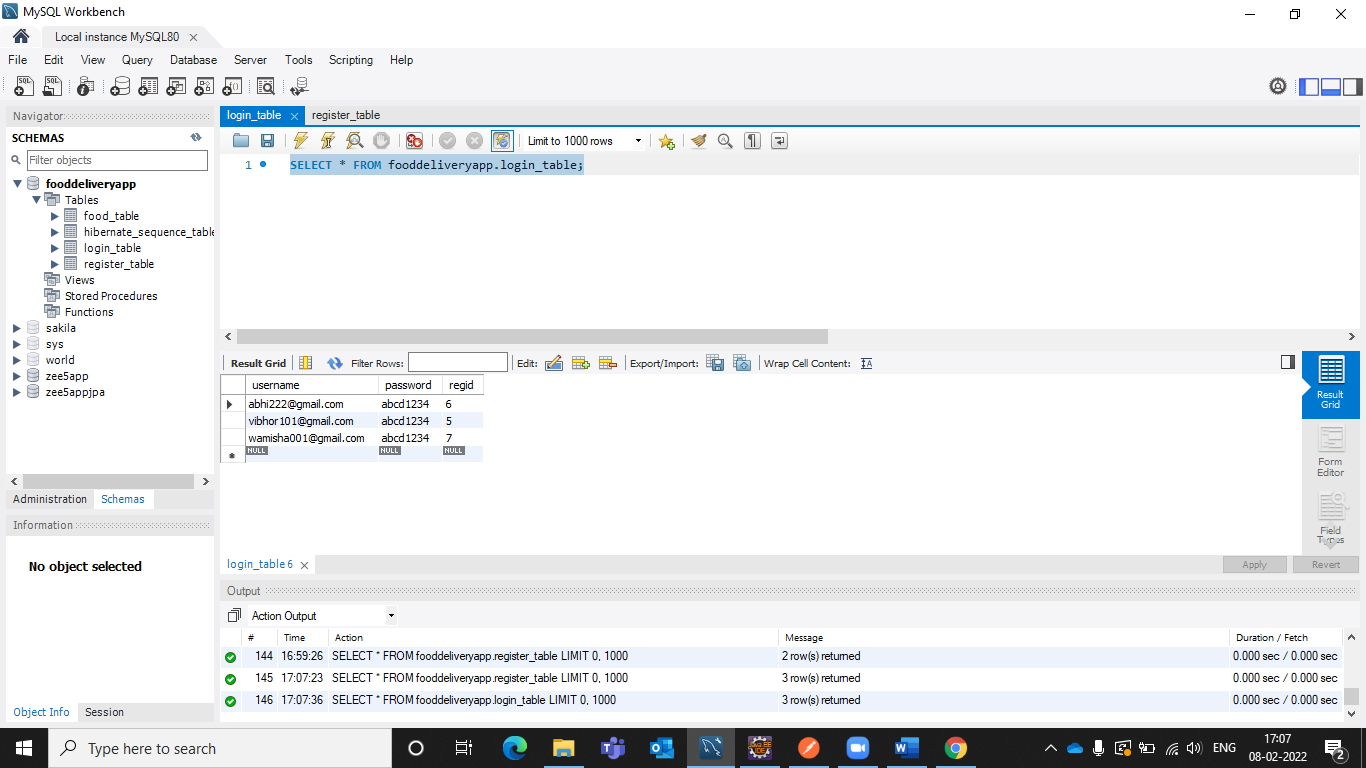 MySQL Workbench
Local instance MySQL80
File Edit View Query Database Server Tools Scripting Help
Navigator
SCHEMAS
Filter objects
fooddeliveryapp
Tables
food_table
hibernate_sequence_table
login_table
register_table
Views
Stored Procedures
Functions
sakila
sys
world
zee5app
zee5appjpa
Administration Schemas
Information
No object selected
Object Info Session
login_table register_table
Limit to 1000 rows
1 SELECT * FROM fooddeliveryapp.login_table;
Result Grid Filter Rows: Edit: Export/Import: Wrap Cell Content:
username password regid
abhi222@gmail.com abcd1234 6
vibhor101@gmail.com abcd1234 5
wamisha001@gmail.com abcd1234 7
NULL NULL NULL
Result
Grid
Form
Editor
Field
Types
login_table 6
Apply Revert
Output
Action Output
# Time Action Message Duration / Fetch
144 16:59:26 SELECT * FROM fooddeliveryapp.register_table LIMIT 0, 1000 2 row(s) returned 0.000 sec / 0.000 sec
145 17:07:23 SELECT * FROM fooddeliveryapp.register_table LIMIT 0, 1000 3 row(s) returned 0.000 sec / 0.000 sec
146 17:07:36 SELECT * FROM fooddeliveryapp.login_table LIMIT 0, 1000 3 row(s) returned 0.000 sec / 0.000 sec
Type here to search
ENG
17:07
08-02-2022
2